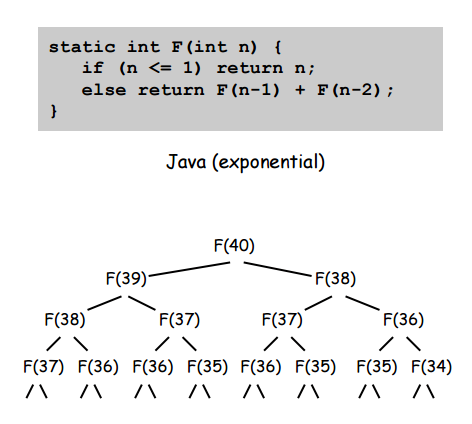 static int F(int n) {
if (n <= 1) return n;
else return F(n-1) + F(n-2);
}
Java (exponential)
F(40)
F(39) F(38)
F(38) F(37) F(37) F(36)
F(37) F(36) F(36) F(35) F(36) F(35) F(35) F(34)